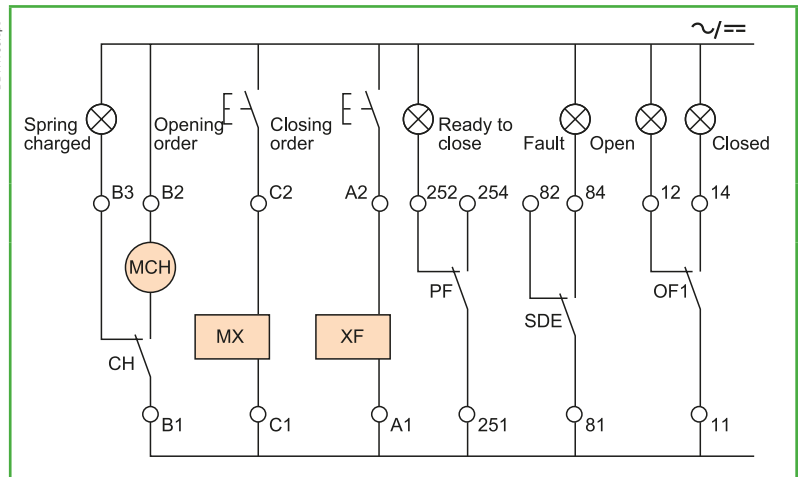 ~/==
Spring
charged
Opening
order
Closing
order
Ready to
close
Fault
Open
Closed
B3
B2
C2
A2
252
254
82
84
12
14
MCH
PF
SDE
OF1
MX
XF
CH
B1
C1
A1
251
81
11